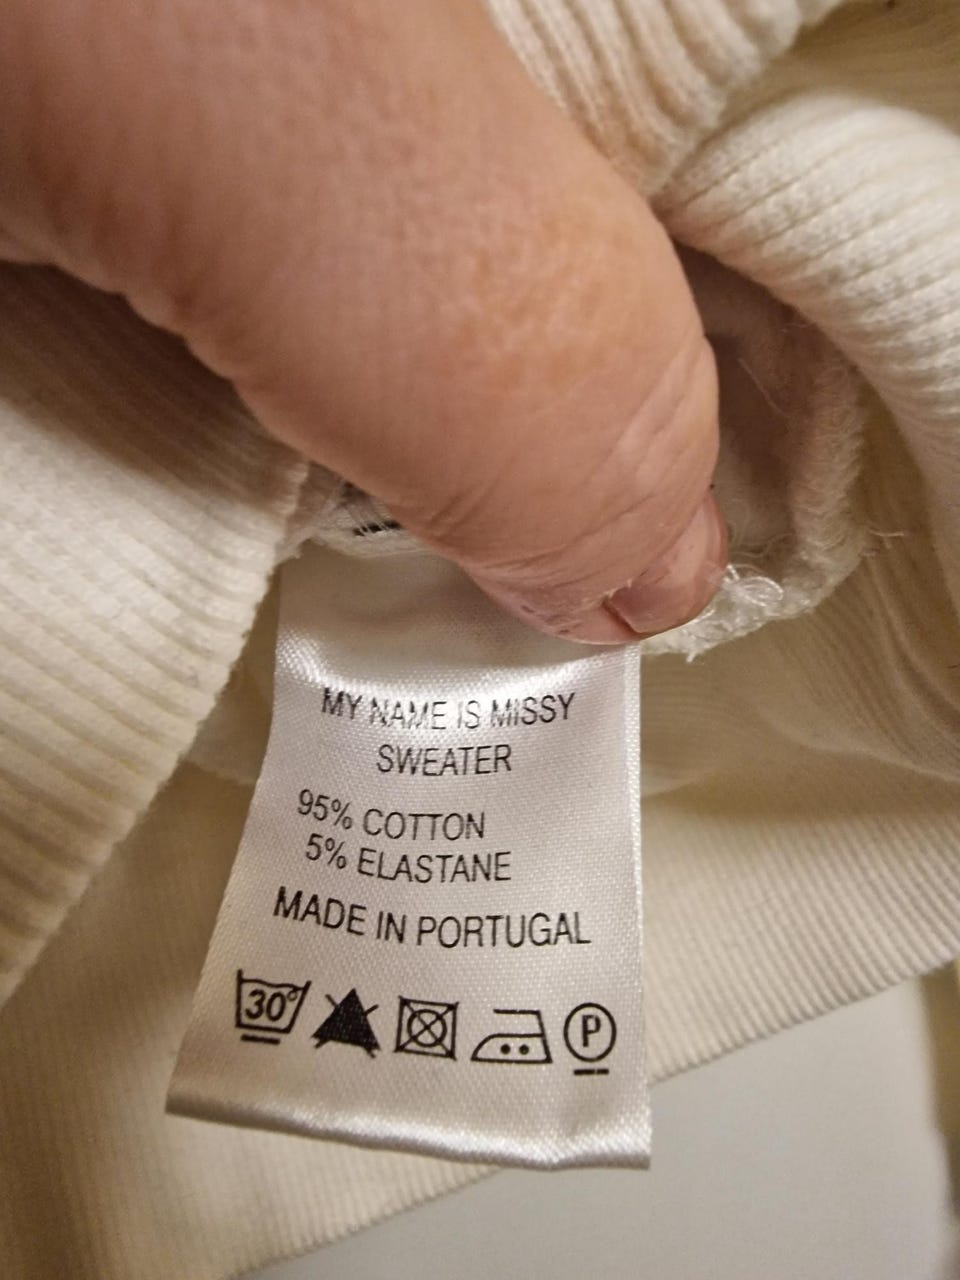 MY NAME IS MISSY
SWEATER
95% COTTON
5% ELASTANE
MADE IN PORTUGAL
30°
P